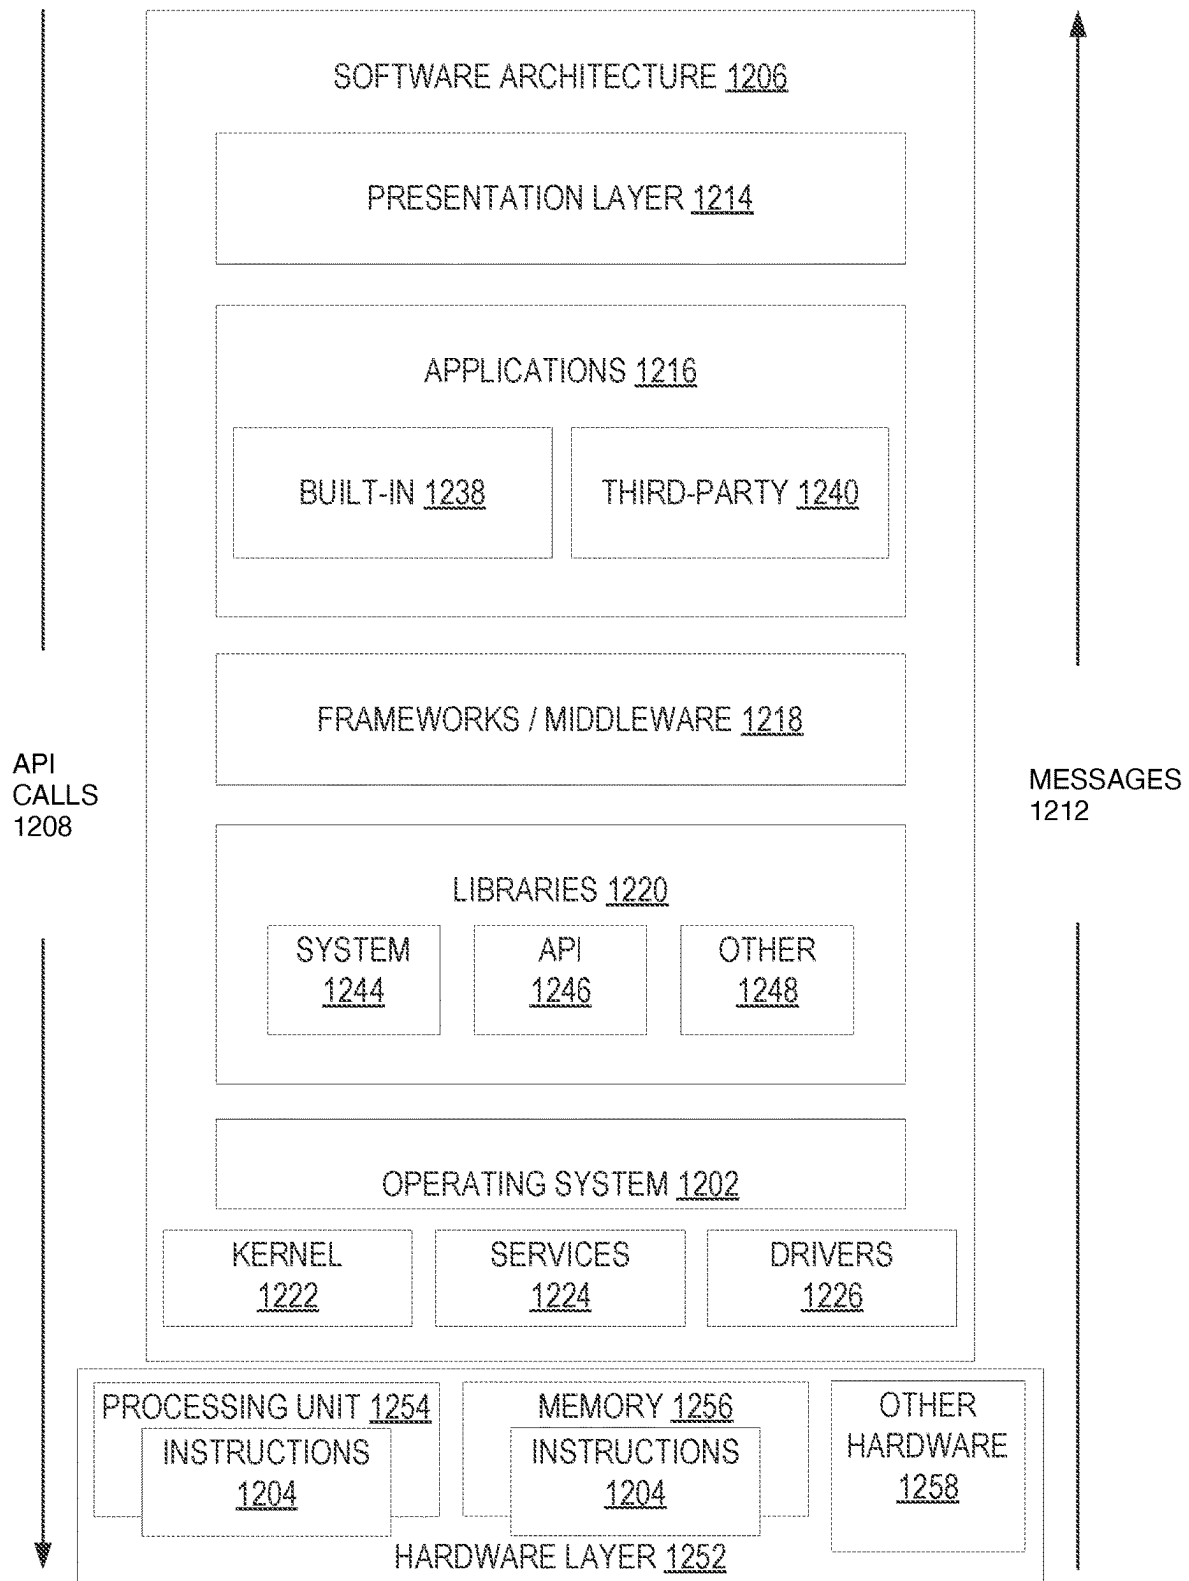 SOFTWARE ARCHITECTURE 1206
PRESENTATION LAYER 1214
APPLICATIONS 1216
BUILT-IN 1238
THIRD-PARTY 1240
FRAMEWORKS / MIDDLEWARE 1218
API
CALLS
1208
MESSAGES
1212
LIBRARIES 1220
SYSTEM
1244
API
1246
OTHER
1248
OPERATING SYSTEM 1202
KERNEL
1222
SERVICES
1224
DRIVERS
1226
PROCESSING UNIT 1254
INSTRUCTIONS
1204
MEMORY 1256
INSTRUCTIONS
1204
OTHER
HARDWARE
1258
HARDWARE LAYER 1252